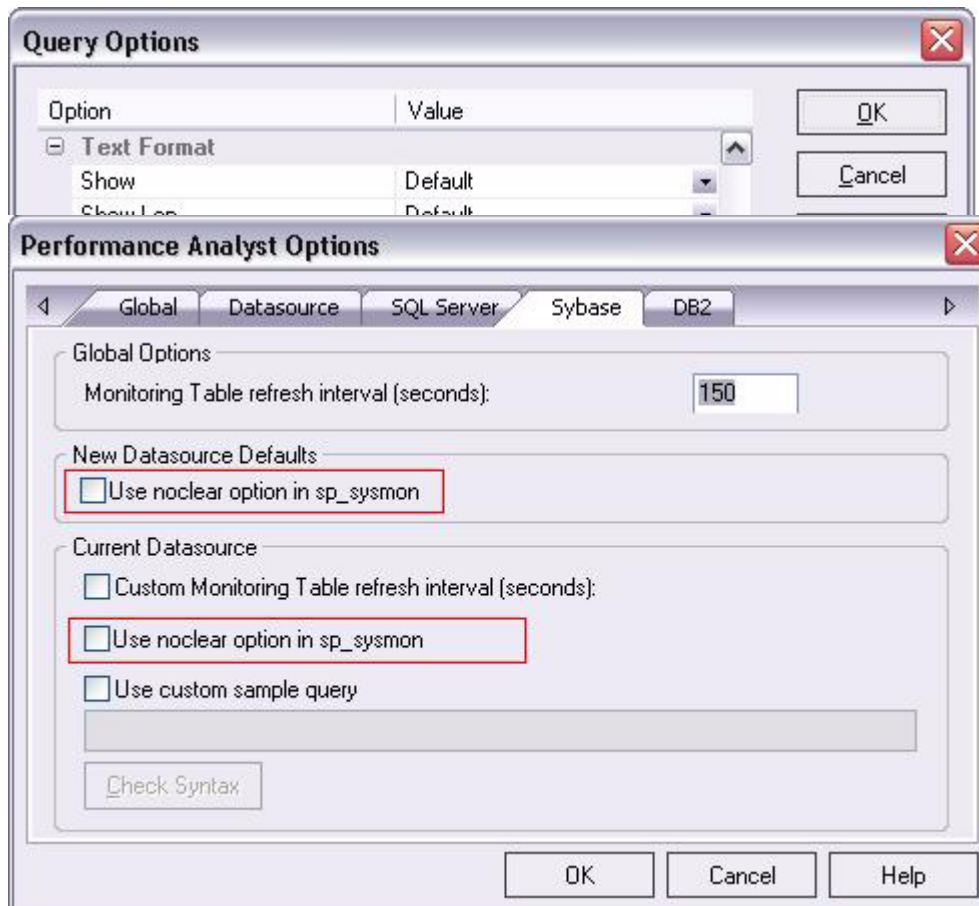 Query Options
Option Value
Text Format
Show Default
Default
OK
Cancel
Performance Analyst Options
Global Datasource SQL Server Sybase DB2
Global Options
Monitoring Table refresh interval (seconds): 150
New Datasource Defaults
Use noclear option in sp_sysmon
Current Datasource
Custom Monitoring Table refresh interval (seconds):
Use noclear option in sp_sysmon
Use custom sample query
Check Syntax
OK Cancel Help